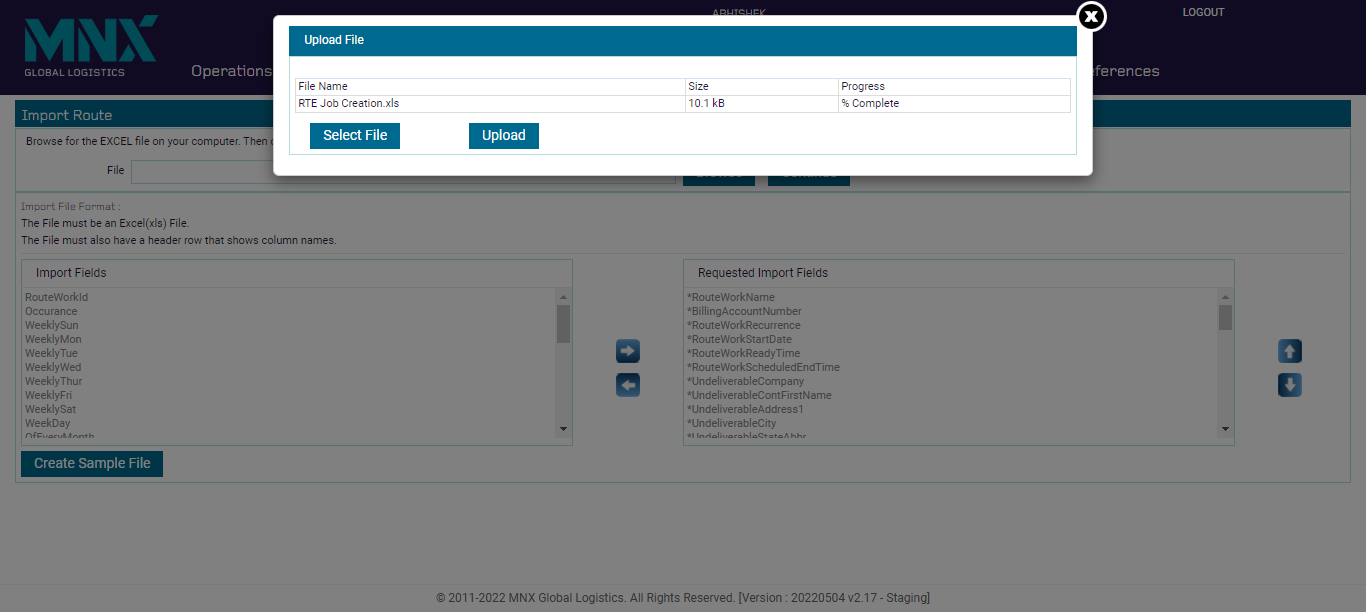 MNX
GLOBAL LOGISTICS
ABHISHEK
LOGOUT
Operations
ferences
Upload File
File Name Size Progress
RTE Job Creation.xls 10.1 kB % Complete
Select File Upload
Import Route
Browse for the EXCEL file on your computer. Then
File
Import File Format :
The File must be an Excel(xls) File.
The File must also have a header row that shows column names.
Import Fields
RouteWorkId
Occurance
WeeklySun
WeeklyMon
WeeklyTue
WeeklyWed
WeeklyThur
WeeklyFri
WeeklySat
WeekDay
OfEveryMonth
Requested Import Fields
*RouteWorkName
*BillingAccountNumber
*RouteWorkRecurrence
*RouteWorkStartDate
*RouteWorkReadyTime
*RouteWorkScheduledEndTime
*UndeliverableCompany
*UndeliverableContFirstName
*UndeliverableAddress1
*UndeliverableCity
*UndeliverableStateAbbr
Create Sample File
© 2011-2022 MNX Global Logistics. All Rights Reserved. [Version : 20220504 v2.17 - Staging]